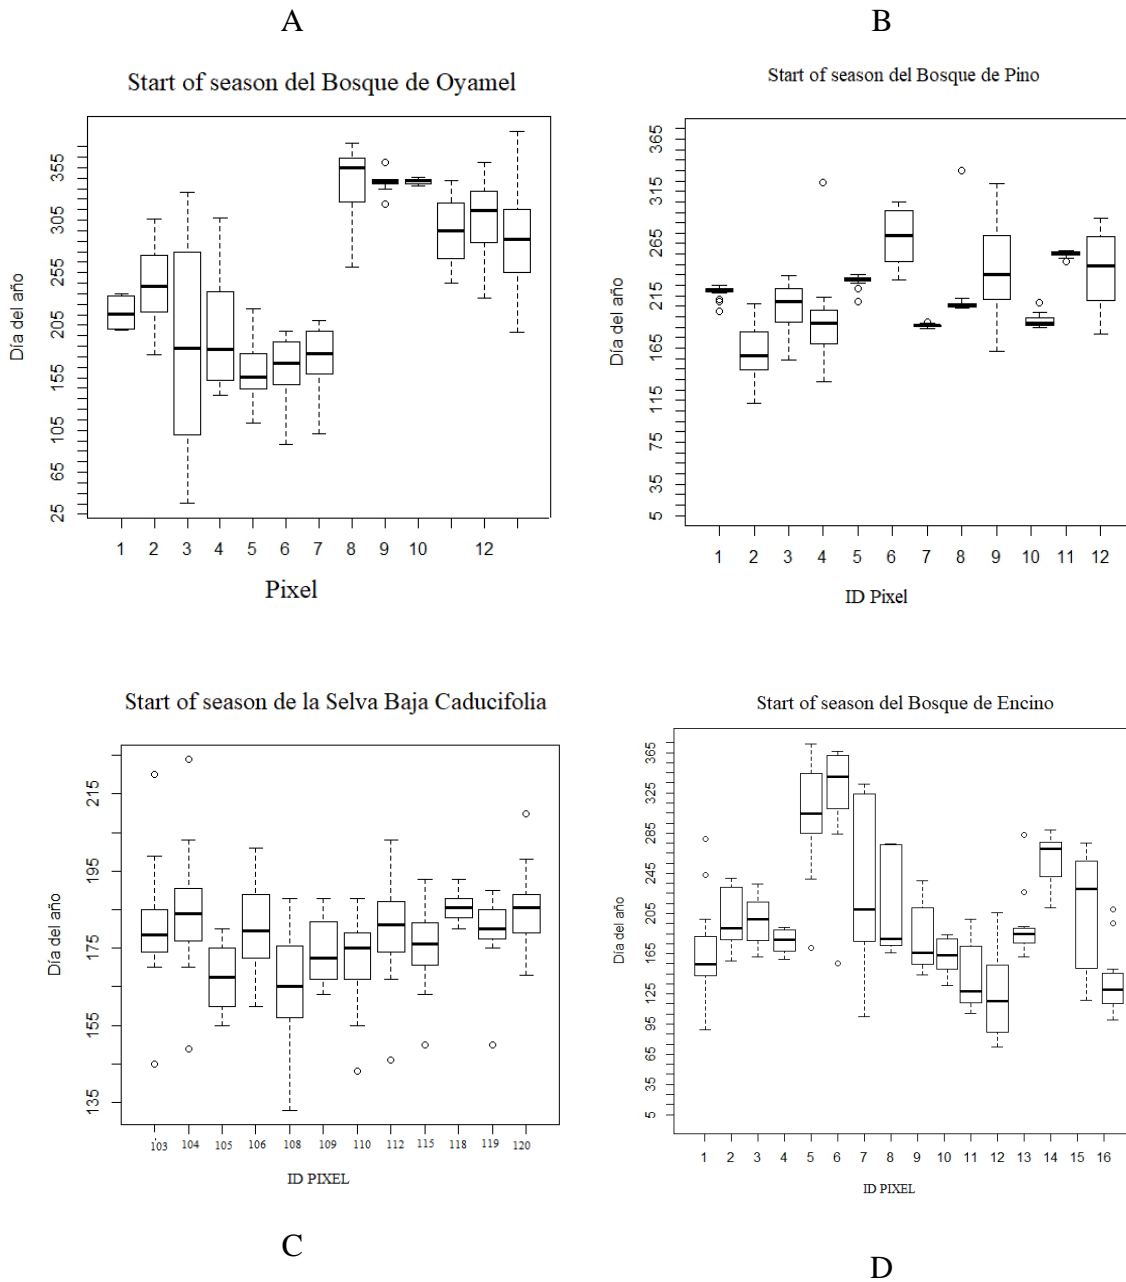 A
B
Start of season del Bosque de Oyamel
Día del año
355
305
255
205
155
105
65
25
1 2 3 4 5 6 7 8 9 10 12
Pixel
Start of season del Bosque de Pino
Día del año
365
315
265
215
165
115
75
35
5
1 2 3 4 5 6 7 8 9 10 11 12
ID Pixel
Start of season de la Selva Baja Caducifolia
Día del año
215
195
175
155
135
103 104 105 106 108 109 110 112 115 118 119 120
ID PIXEL
Start of season del Bosque de Encino
Día del año
365
325
285
245
205
165
125
95
65
35
5
1 2 3 4 5 6 7 8 9 10 11 12 13 14 15 16
ID PIXEL
C
D